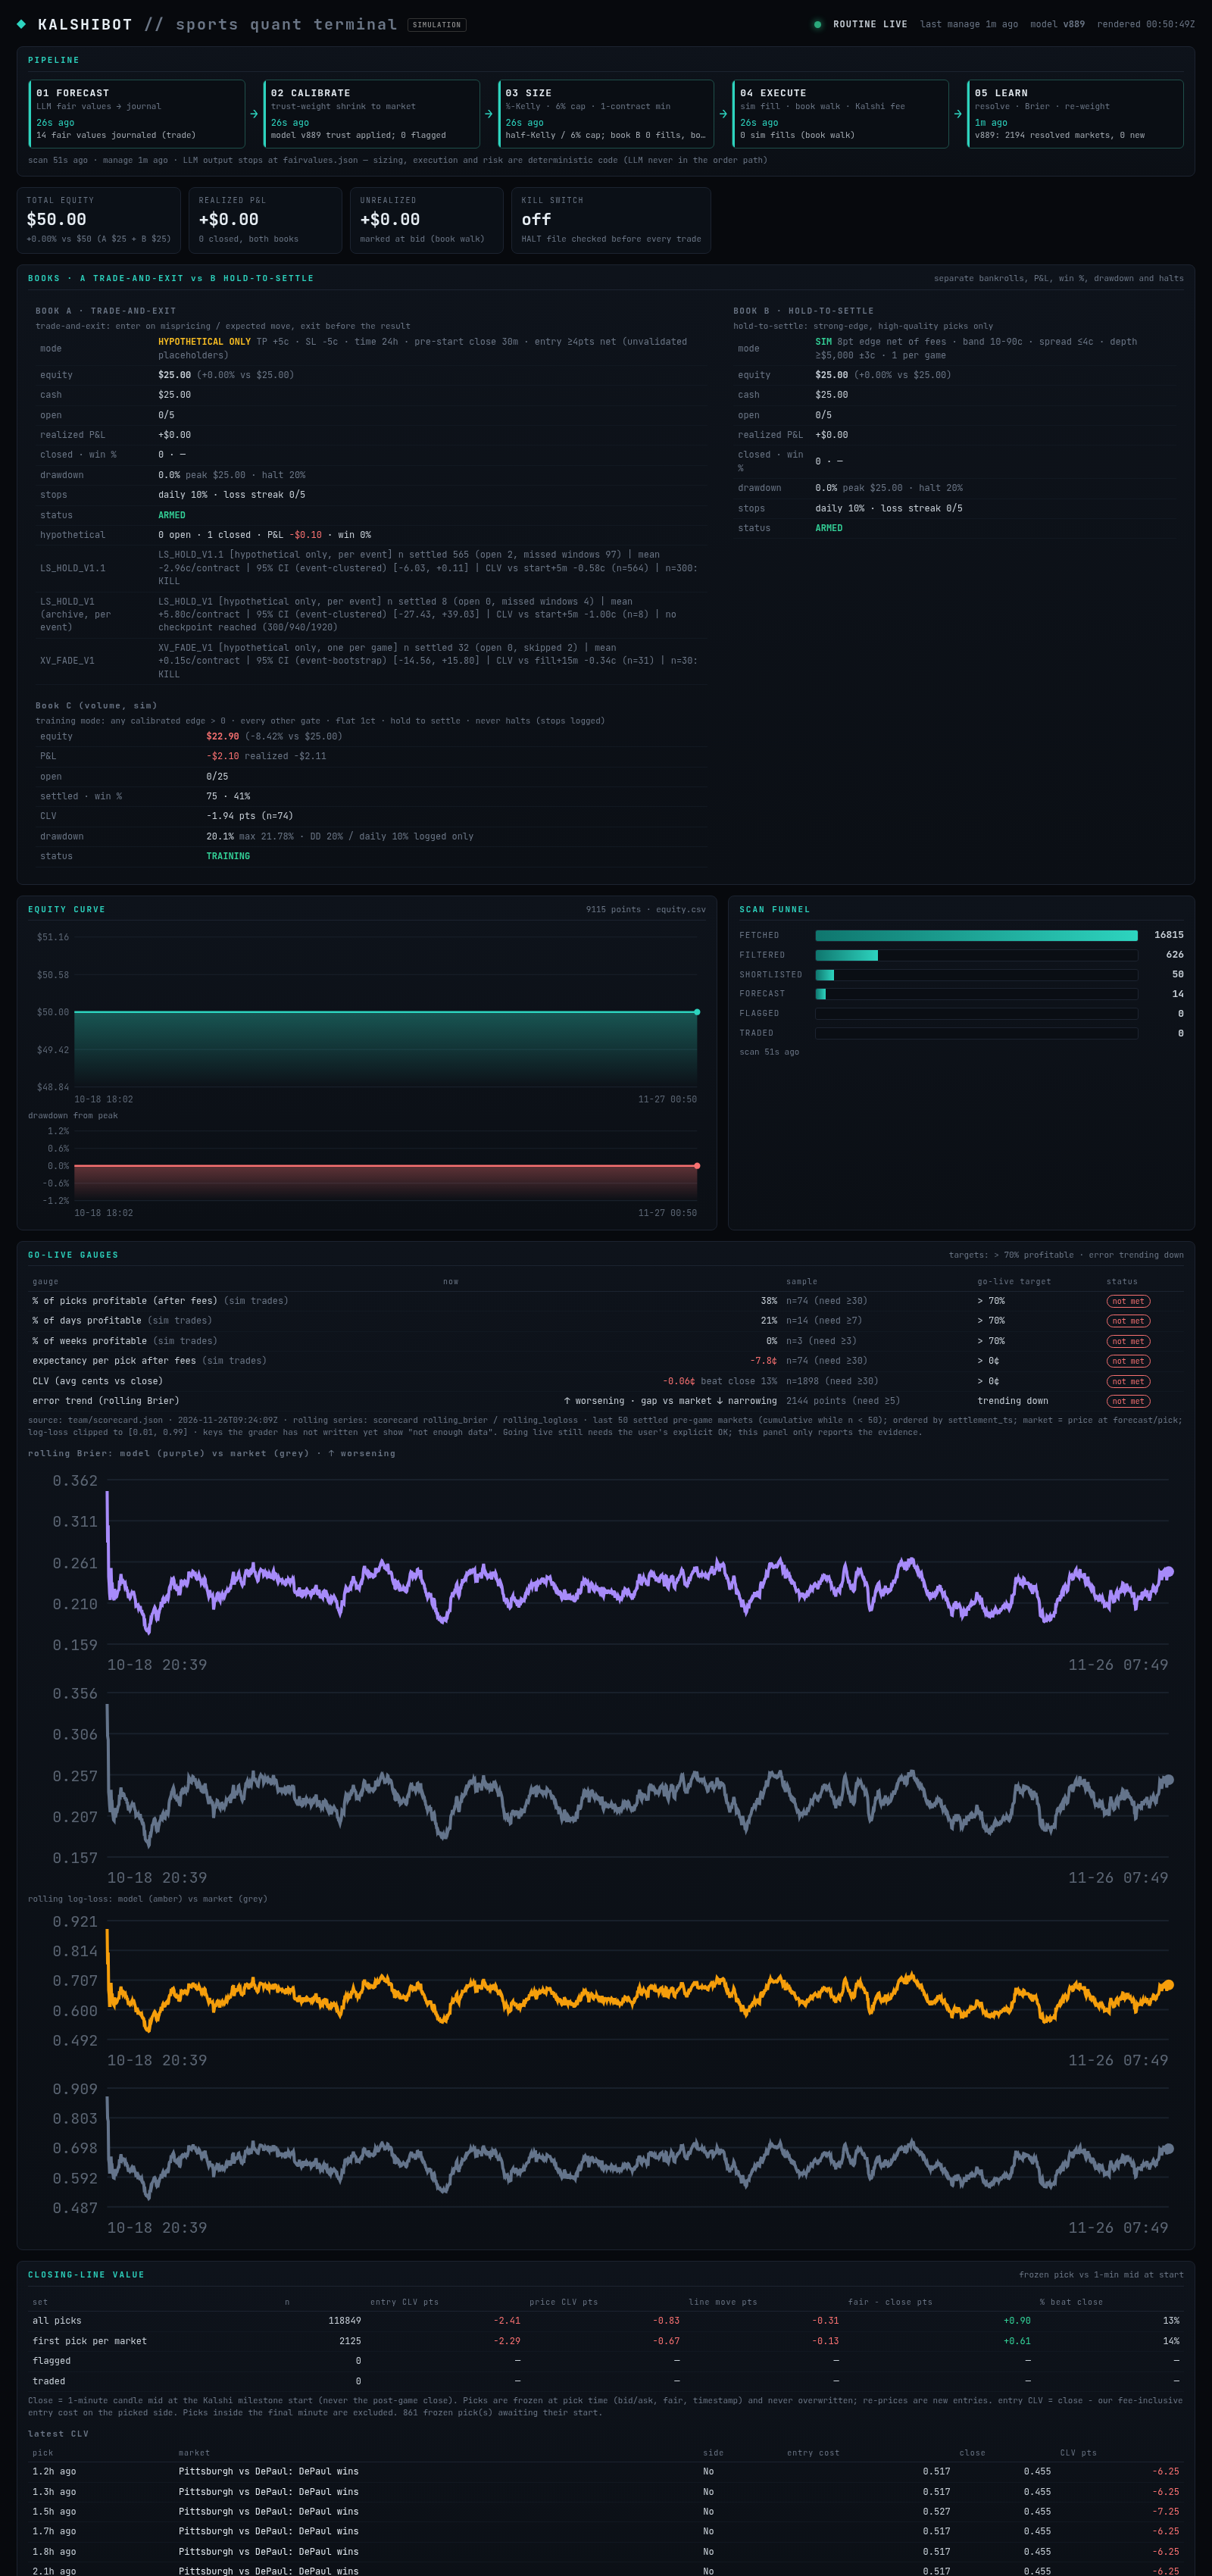 ◆ KALSHIBOT // sports quant terminal SIMULATION
ROUTINE LIVE last manage 1m ago model v889 rendered 00:50:49Z
PIPELINE
01 FORECAST
LLM fair values → journal
26s ago
14 fair values journaled (trade)
→
02 CALIBRATE
trust-weight shrink to market
26s ago
model v889 trust applied; 0 flagged
→
03 SIZE
½-Kelly · 6% cap · 1-contract min
26s ago
half-Kelly / 6% cap; book B 0 fills, bo…
→
04 EXECUTE
sim fill · book walk · Kalshi fee
26s ago
0 sim fills (book walk)
→
05 LEARN
resolve · Brier · re-weight
1m ago
v889: 2194 resolved markets, 0 new
scan 51s ago · manage 1m ago · LLM output stops at fairvalues.json — sizing, execution and risk are deterministic code (LLM never in the order path)
TOTAL EQUITY
$50.00
+0.00% vs $50 (A $25 + B $25)
REALIZED P&L
+$0.00
0 closed, both books
UNREALIZED
+$0.00
marked at bid (book walk)
KILL SWITCH
off
HALT file checked before every trade
BOOKS · A TRADE-AND-EXIT vs B HOLD-TO-SETTLE
separate bankrolls, P&L, win %, drawdown and halts
BOOK A · TRADE-AND-EXIT
trade-and-exit: enter on mispricing / expected move, exit before the result
mode HYPOTHETICAL ONLY TP +5c · SL -5c · time 24h · pre-start close 30m · entry ≥4pts net (unvalidated
placeholders)
equity $25.00 (+0.00% vs $25.00)
cash $25.00
open 0/5
realized P&L +$0.00
closed · win % 0 · —
drawdown 0.0% peak $25.00 · halt 20%
stops daily 10% · loss streak 0/5
status ARMED
hypothetical 0 open · 1 closed · P&L -$0.10 · win 0%
LS_HOLD_V1.1 LS_HOLD_V1.1 [hypothetical only, per event] n settled 565 (open 2, missed windows 97) | mean
-2.96c/contract | 95% CI (event-clustered) [-6.03, +0.11] | CLV vs start+5m -0.58c (n=564) | n=300:
KILL
LS_HOLD_V1 (archive, per event) LS_HOLD_V1 [hypothetical only, per event] n settled 8 (open 0, missed windows 4) | mean
+5.80c/contract | 95% CI (event-clustered) [-27.43, +39.03] | CLV vs start+5m -1.00c (n=8) | no
checkpoint reached (300/940/1920)
XV_FADE_V1 XV_FADE_V1 [hypothetical only, one per game] n settled 32 (open 0, skipped 2) | mean
+0.15c/contract | 95% CI (event-bootstrap) [-14.56, +15.80] | CLV vs fill+15m -0.34c (n=31) | n=30:
KILL
BOOK B · HOLD-TO-SETTLE
hold-to-settle: strong-edge, high-quality picks only
mode SIM 8pt edge net of fees · band 10-90c · spread ≤4c · depth
≥$5,000 ±3c · 1 per game
equity $25.00 (+0.00% vs $25.00)
cash $25.00
open 0/5
realized P&L +$0.00
closed · win % 0 · —
drawdown 0.0% peak $25.00 · halt 20%
stops daily 10% · loss streak 0/5
status ARMED
Book C (volume, sim)
training mode: any calibrated edge > 0 · every other gate · flat 1ct · hold to settle · never halts (stops logged)
equity $22.90 (-8.42% vs $25.00)
P&L -$2.10 realized -$2.11
open 0/25
settled · win % 75 · 41%
CLV -1.94 pts (n=74)
drawdown 20.1% max 21.78% · DD 20% / daily 10% logged only
status TRAINING
EQUITY CURVE
9115 points · equity.csv
$51.16
$50.58
$50.00
$49.42
$48.84
10-18 18:02 11-27 00:50
drawdown from peak
1.2%
0.6%
0.0%
-0.6%
-1.2%
10-18 18:02 11-27 00:50
SCAN FUNNEL
FETCHED 16815
FILTERED 626
SHORTLISTED 50
FORECAST 14
FLAGGED 0
TRADED 0
scan 51s ago
GO-LIVE GAUGES
targets: > 70% profitable · error trending down
gauge now sample go-live target status
% of picks profitable (after fees) (sim trades) 38% n=74 (need ≥30) > 70% not met
% of days profitable (sim trades) 21% n=14 (need ≥7) > 70% not met
% of weeks profitable (sim trades) 0% n=3 (need ≥3) > 70% not met
expectancy per pick after fees (sim trades) -7.8¢ n=74 (need ≥30) > 0¢ not met
CLV (avg cents vs close) -0.06¢ beat close 13% n=1898 (need ≥30) > 0¢ not met
error trend (rolling Brier) ↑ worsening · gap vs market ↓ narrowing 2144 points (need ≥5) trending down not met
source: team/scorecard.json · 2026-11-26T09:24:09Z · rolling series: scorecard rolling_brier / rolling_logloss · last 50 settled pre-game markets (cumulative while n < 50); ordered by settlement_ts; market = price at forecast/pick;
log-loss clipped to [0.01, 0.99] · keys the grader has not written yet show "not enough data". Going live still needs the user's explicit OK; this panel only reports the evidence.
rolling Brier: model (purple) vs market (grey) · ↑ worsening
0.362
0.311
0.261
0.210
0.159
10-18 20:39 11-26 07:49
0.356
0.306
0.257
0.207
0.157
10-18 20:39 11-26 07:49
rolling log-loss: model (amber) vs market (grey)
0.921
0.814
0.707
0.600
0.492
10-18 20:39 11-26 07:49
0.909
0.803
0.698
0.592
0.487
10-18 20:39 11-26 07:49
CLOSING-LINE VALUE
frozen pick vs 1-min mid at start
set n entry CLV pts price CLV pts line move pts fair - close pts % beat close
all picks 118849 -2.41 -0.83 -0.31 +0.90 13%
first pick per market 2125 -2.29 -0.67 -0.13 +0.61 14%
flagged 0 — — — — —
traded 0 — — — — —
Close = 1-minute candle mid at the Kalshi milestone start (never the post-game close). Picks are frozen at pick time (bid/ask, fair, timestamp) and never overwritten; re-prices are new entries. entry CLV = close - our fee-inclusive
entry cost on the picked side. Picks inside the final minute are excluded. 861 frozen pick(s) awaiting their start.
latest CLV
pick market side entry cost close CLV pts
1.2h ago Pittsburgh vs DePaul: DePaul wins No 0.517 0.455 -6.25
1.3h ago Pittsburgh vs DePaul: DePaul wins No 0.517 0.455 -6.25
1.5h ago Pittsburgh vs DePaul: DePaul wins No 0.527 0.455 -7.25
1.7h ago Pittsburgh vs DePaul: DePaul wins No 0.517 0.455 -6.25
1.8h ago Pittsburgh vs DePaul: DePaul wins No 0.517 0.455 -6.25
2.1h ago Pittsburgh vs DePaul: DePaul wins No 0.517 0.455 -6.25